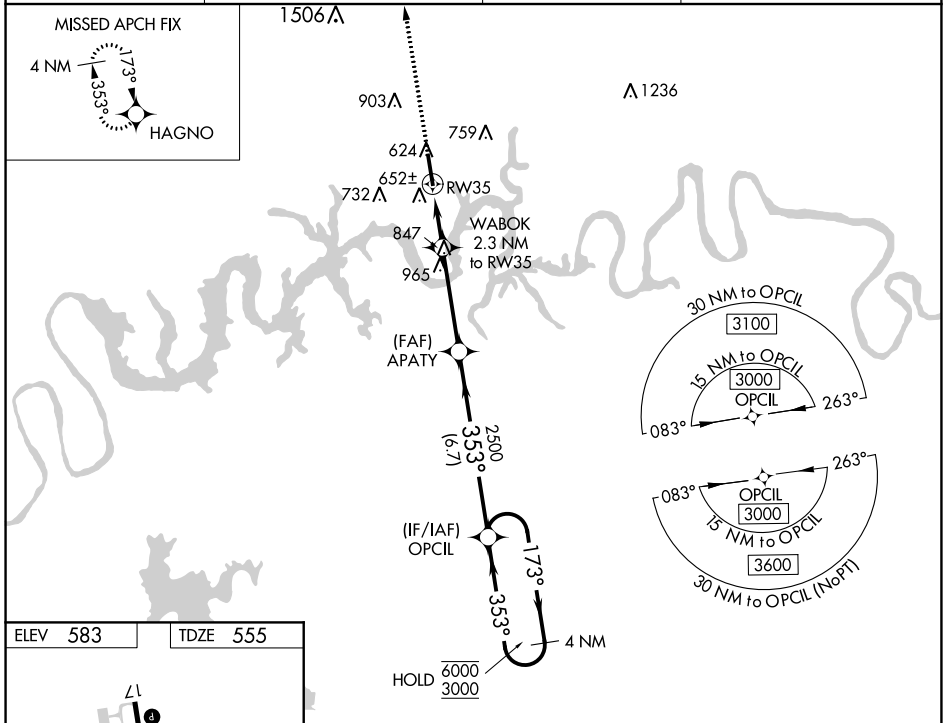 MISSED APCH FIX
4 NM
173°
353°
HAGNO
1506
903
1236
759
624
652±
RW35
732
847
WABOK
2.3 NM
to RW35
965
(FAF)
APATY
2500
353°
(6.7)
(IF/IAF)
OPCIL
173°
353°
4 NM
HOLD 6000
3000
30 NM to OPCIL
3100
15 NM to OPCIL
3000
OPCIL
083°
263°
083°
263°
OPCIL
3000
15 NM to OPCIL
3600
30 NM to OPCIL (NoPT)
ELEV 583
TDZE 555
17
P